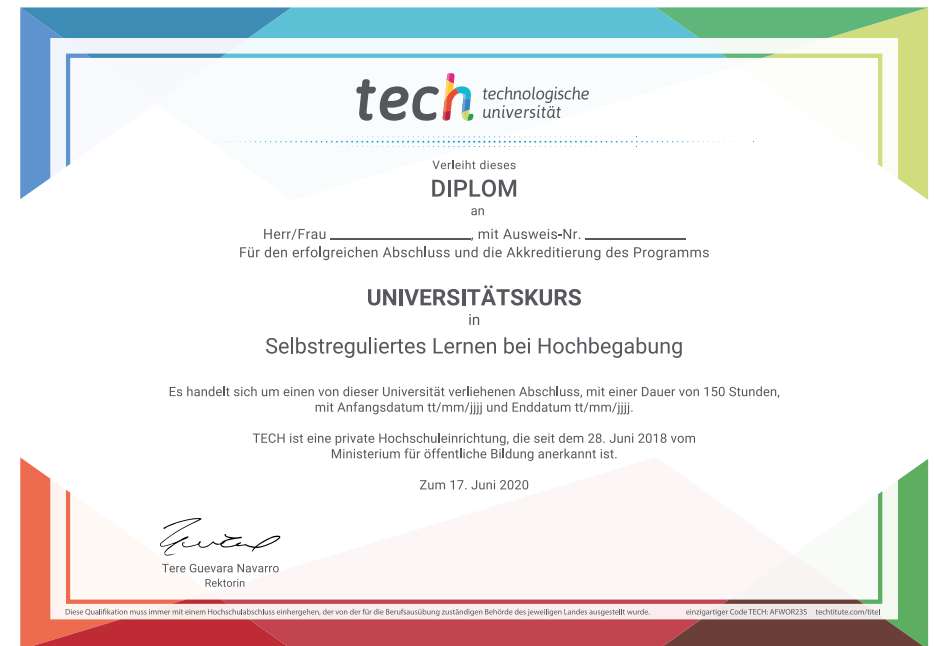 tech technologische
universität
Verleiht dieses
DIPLOM
an
Herr/Frau ____________, mit Ausweis-Nr. ____________
Für den erfolgreichen Abschluss und die Akkreditierung des Programms
UNIVERSITÄTSKURS
in
Selbstreguliertes Lernen bei Hochbegabung
Es handelt sich um einen von dieser Universität verliehenen Abschluss, mit einer Dauer von 150 Stunden,
mit Anfangsdatum tt/mm/jjjj und Enddatum tt/mm/jjjj.
TECH ist eine private Hochschuleinrichtung, die seit dem 28. Juni 2018 vom
Ministerium für öffentliche Bildung anerkannt ist.
Zum 17. Juni 2020
Tere Guevara Navarro
Rektorin
Diese Qualifikation muss immer mit einem Hochschulabschluss einhergehen, der von der für die Berufsausübung zuständigen Behörde des jeweiligen Landes ausgestellt wurde. einzigartiger Code TECH: AFWOR23S techtitute.com/titel